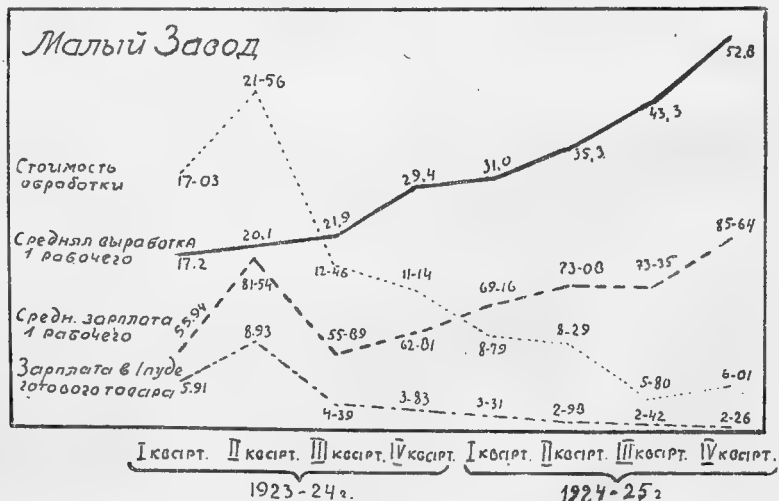 Малый Завод
21-56
52.8
43,3
Стоимость
обработки
17-03
29.4
31.0
35,3
Средняя выработка
1 рабочего
17.2
20.1
21,9
85-64
12-46
11-14
69-16
73-08
73-35
Средн. зарплата
1 рабочего
55.94
81-54
55-89
62-81
8-79
8-29
Зарплата в 1 пуде
готового товара
5.91
8.93
5-80
6-01
4-39
3-83
3-31
2-98
2-42
2-26
I кварт. II кварт. III кварт. IV кварт. I кварт. II кварт. III кварт. IV кварт.
1923-24 г. 1924-25 г